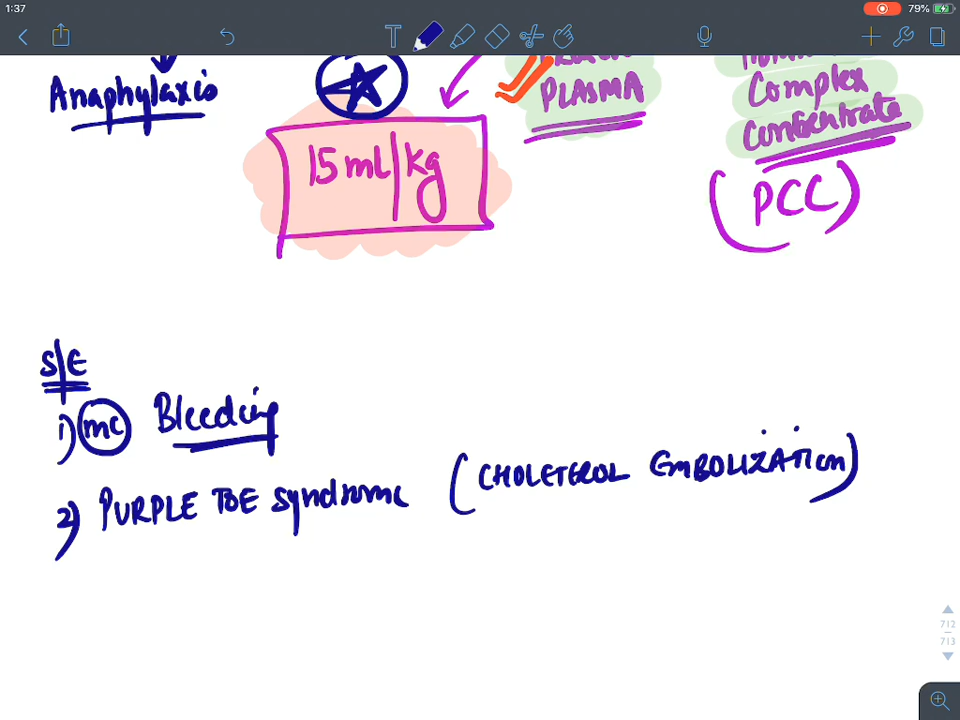 1:37
79%
T
Anaphylaxis
PLASMA
Complex
Concentrate
15 ml/kg
(PCC)
S/E
1) mc Bleeding
2) PURPLE TOE syndrome (CHOLETEROL EMBOLIZATION)
712
713